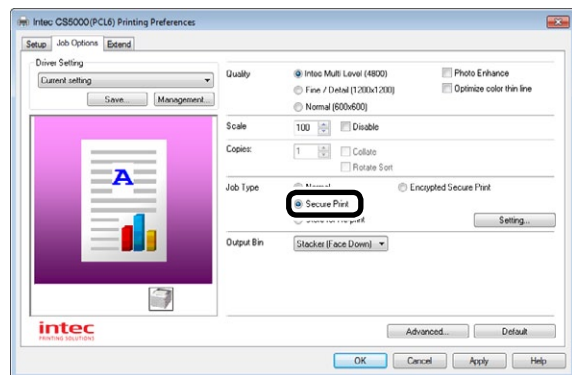 Intec CS5000(PCL6) Printing Preferences
Setup Job Options Extend
Driver Setting
Current setting
Save... Management...
A
intec
PRINTING SOLUTIONS
Quality Intec Multi Level (4800) Photo Enhance
Fine / Detail (1200x1200) Optimize color thin line
Normal (600x600)
Scale 100 Disable
Copies: 1 Collate
Rotate Sort
Job Type Normal Encrypted Secure Print
Secure Print
Setting...
Output Bin Stacker (Face Down)
Advanced... Default
OK Cancel Apply Help